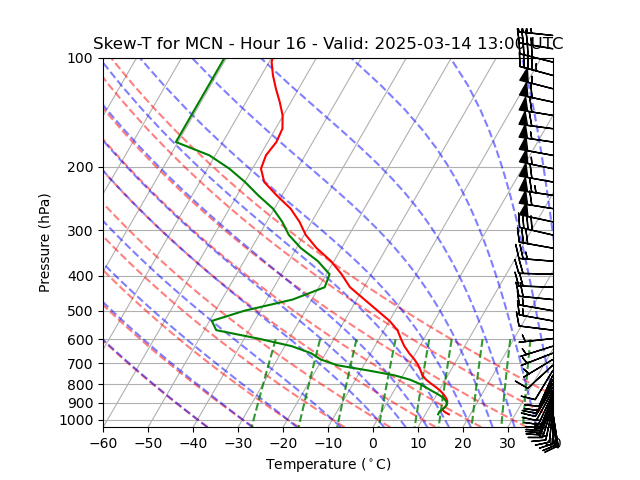 Skew-T for MCN - Hour 16 - Valid: 2025-03-14 13:00 UTC
100
200
300
400
500
600
700
800
900
1000
Pressure (hPa)
−60 −50 −40 −30 −20 −10 0 10 20 30
Temperature (°C)